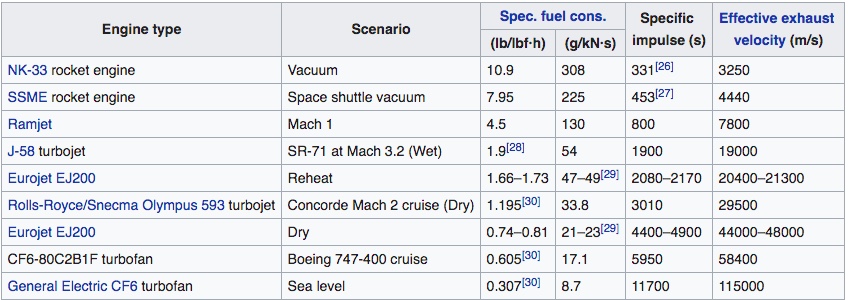 Engine type Scenario Spec. fuel cons. Specific impulse (s) Effective exhaust velocity (m/s)
(lb/lbf·h) (g/kN·s)
NK-33 rocket engine Vacuum 10.9 308 331[26] 3250
SSME rocket engine Space shuttle vacuum 7.95 225 453[27] 4440
Ramjet Mach 1 4.5 130 800 7800
J-58 turbojet SR-71 at Mach 3.2 (Wet) 1.9[28] 54 1900 19000
Eurojet EJ200 Reheat 1.66–1.73 47–49[29] 2080–2170 20400–21300
Rolls-Royce/Snecma Olympus 593 turbojet Concorde Mach 2 cruise (Dry) 1.195[30] 33.8 3010 29500
Eurojet EJ200 Dry 0.74–0.81 21–23[29] 4400–4900 44000–48000
CF6-80C2B1F turbofan Boeing 747-400 cruise 0.605[30] 17.1 5950 58400
General Electric CF6 turbofan Sea level 0.307[30] 8.7 11700 115000